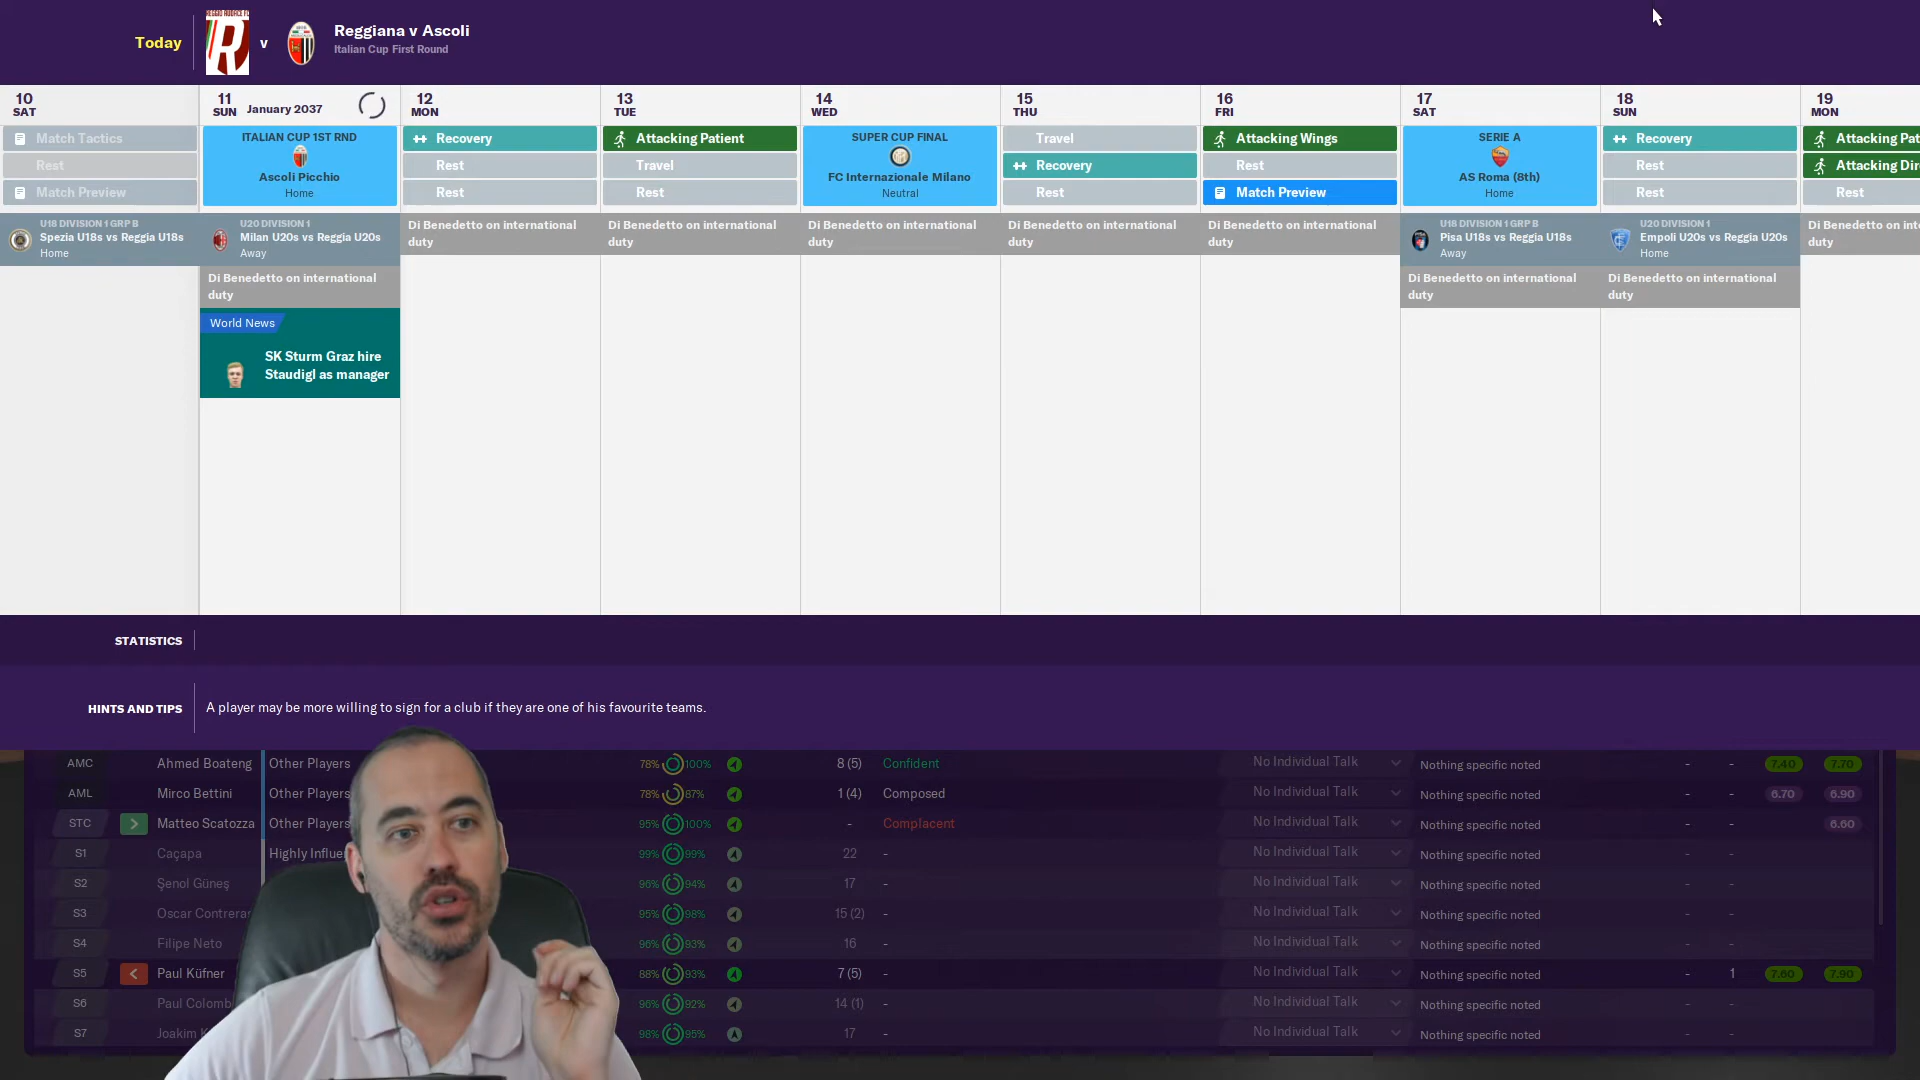 Today
v
Reggiana v Ascoli
Italian Cup First Round
10
SAT
Match Tactics
Rest
Match Preview
U18 DIVISION 1 GRP B
Spezia U18s vs Reggia U18s
Home
11
SUN January 2037
ITALIAN CUP 1ST RND
Ascoli Picchio
Home
U20 DIVISION 1
Milan U20s vs Reggia U20s
Away
Di Benedetto on international
duty
World News
SK Sturm Graz hire
Staudigl as manager
12
MON
Recovery
Rest
Rest
Di Benedetto on international
duty
13
TUE
Attacking Patient
Travel
Rest
Di Benedetto on international
duty
14
WED
SUPER CUP FINAL
FC Internazionale Milano
Neutral
Di Benedetto on international
duty
15
THU
Travel
Recovery
Rest
Di Benedetto on international
duty
16
FRI
Attacking Wings
Rest
Match Preview
Di Benedetto on international
duty
17
SAT
SERIE A
AS Roma (8th)
Home
U18 DIVISION 1 GRP B
Pisa U18s vs Reggia U18s
Away
Di Benedetto on international
duty
18
SUN
Recovery
Rest
Rest
U20 DIVISION 1
Empoli U20s vs Reggia U20s
Home
Di Benedetto on international
duty
19
MON
Attacking Pat
Attacking Dire
Rest
Di Benedetto on inte
duty
STATISTICS
HINTS AND TIPS
A player may be more willing to sign for a club if they are one of his favourite teams.
AMC Ahmed Boateng Other Players 78% 100% 8 (5) Confident No Individual Talk Nothing specific noted - - 7.40 7.70
AML Mirco Bettini Other Players 78% 87% 1 (4) Composed No Individual Talk Nothing specific noted - - 6.70 6.90
STC Matteo Scatozza Other Players 95% 100% - Complacent No Individual Talk Nothing specific noted - - 6.60
S1 Caçapa Highly Influe 99% 99% 22 - No Individual Talk Nothing specific noted - -
S2 Şenol Güneş 96% 94% 17 - No Individual Talk Nothing specific noted - -
S3 Oscar Contreras 95% 98% 15 (2) - No Individual Talk Nothing specific noted - -
S4 Filipe Neto 96% 93% 16 - No Individual Talk Nothing specific noted - -
S5 Paul Küfner 88% 93% 7 (5) - No Individual Talk Nothing specific noted - 1 7.60 7.90
S6 Paul Colomb 96% 92% 14 (1) - No Individual Talk Nothing specific noted - -
S7 Joakim K 98% 95% 17 - No Individual Talk Nothing specific noted - -